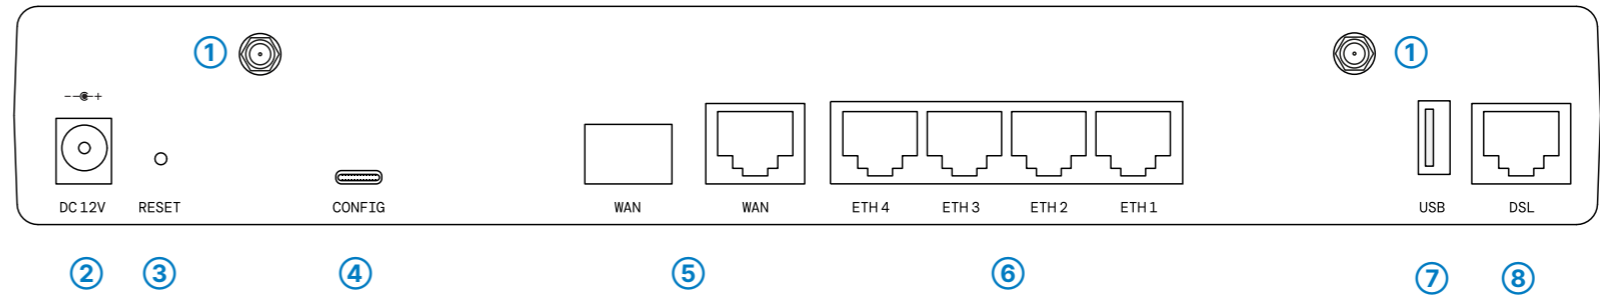 ① ①
DC 12V RESET CONFIG WAN WAN ETH 4 ETH 3 ETH 2 ETH 1 USB DSL
② ③ ④ ⑤ ⑥ ⑦ ⑧